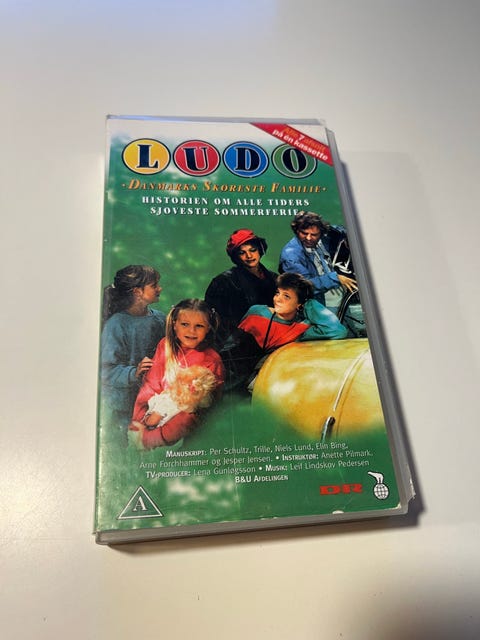 Alle 7 afsnit
på én kassette
LUDO
· DANMARKS SKØRESTE FAMILIE ·
HISTORIEN OM ALLE TIDERS
SJOVESTE SOMMERFERIE
MANUSKRIPT: Per Schultz, Trille, Niels Lund, Elin Bing,
Arne Forchhammer og Jesper Jensen. • INSTRUKTØR: Anette Pilmark.
TV-PRODUCER: Lena Gunløgsson • MUSIK: Leif Lindskov Pedersen
B&U AFDELINGEN
DR
A